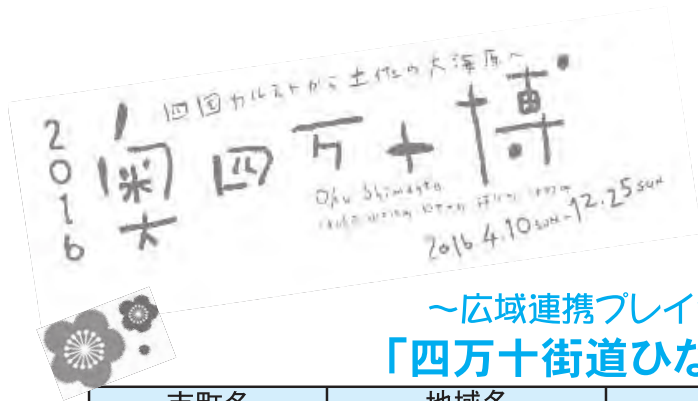 四国カルストから土佐の大海原へ
2016 奥四万十博
Oku Shimanto
2016.4.10 SUN-12.25 SUN
～広域連携プレイ
「四万十街道ひな
市町名 地域名